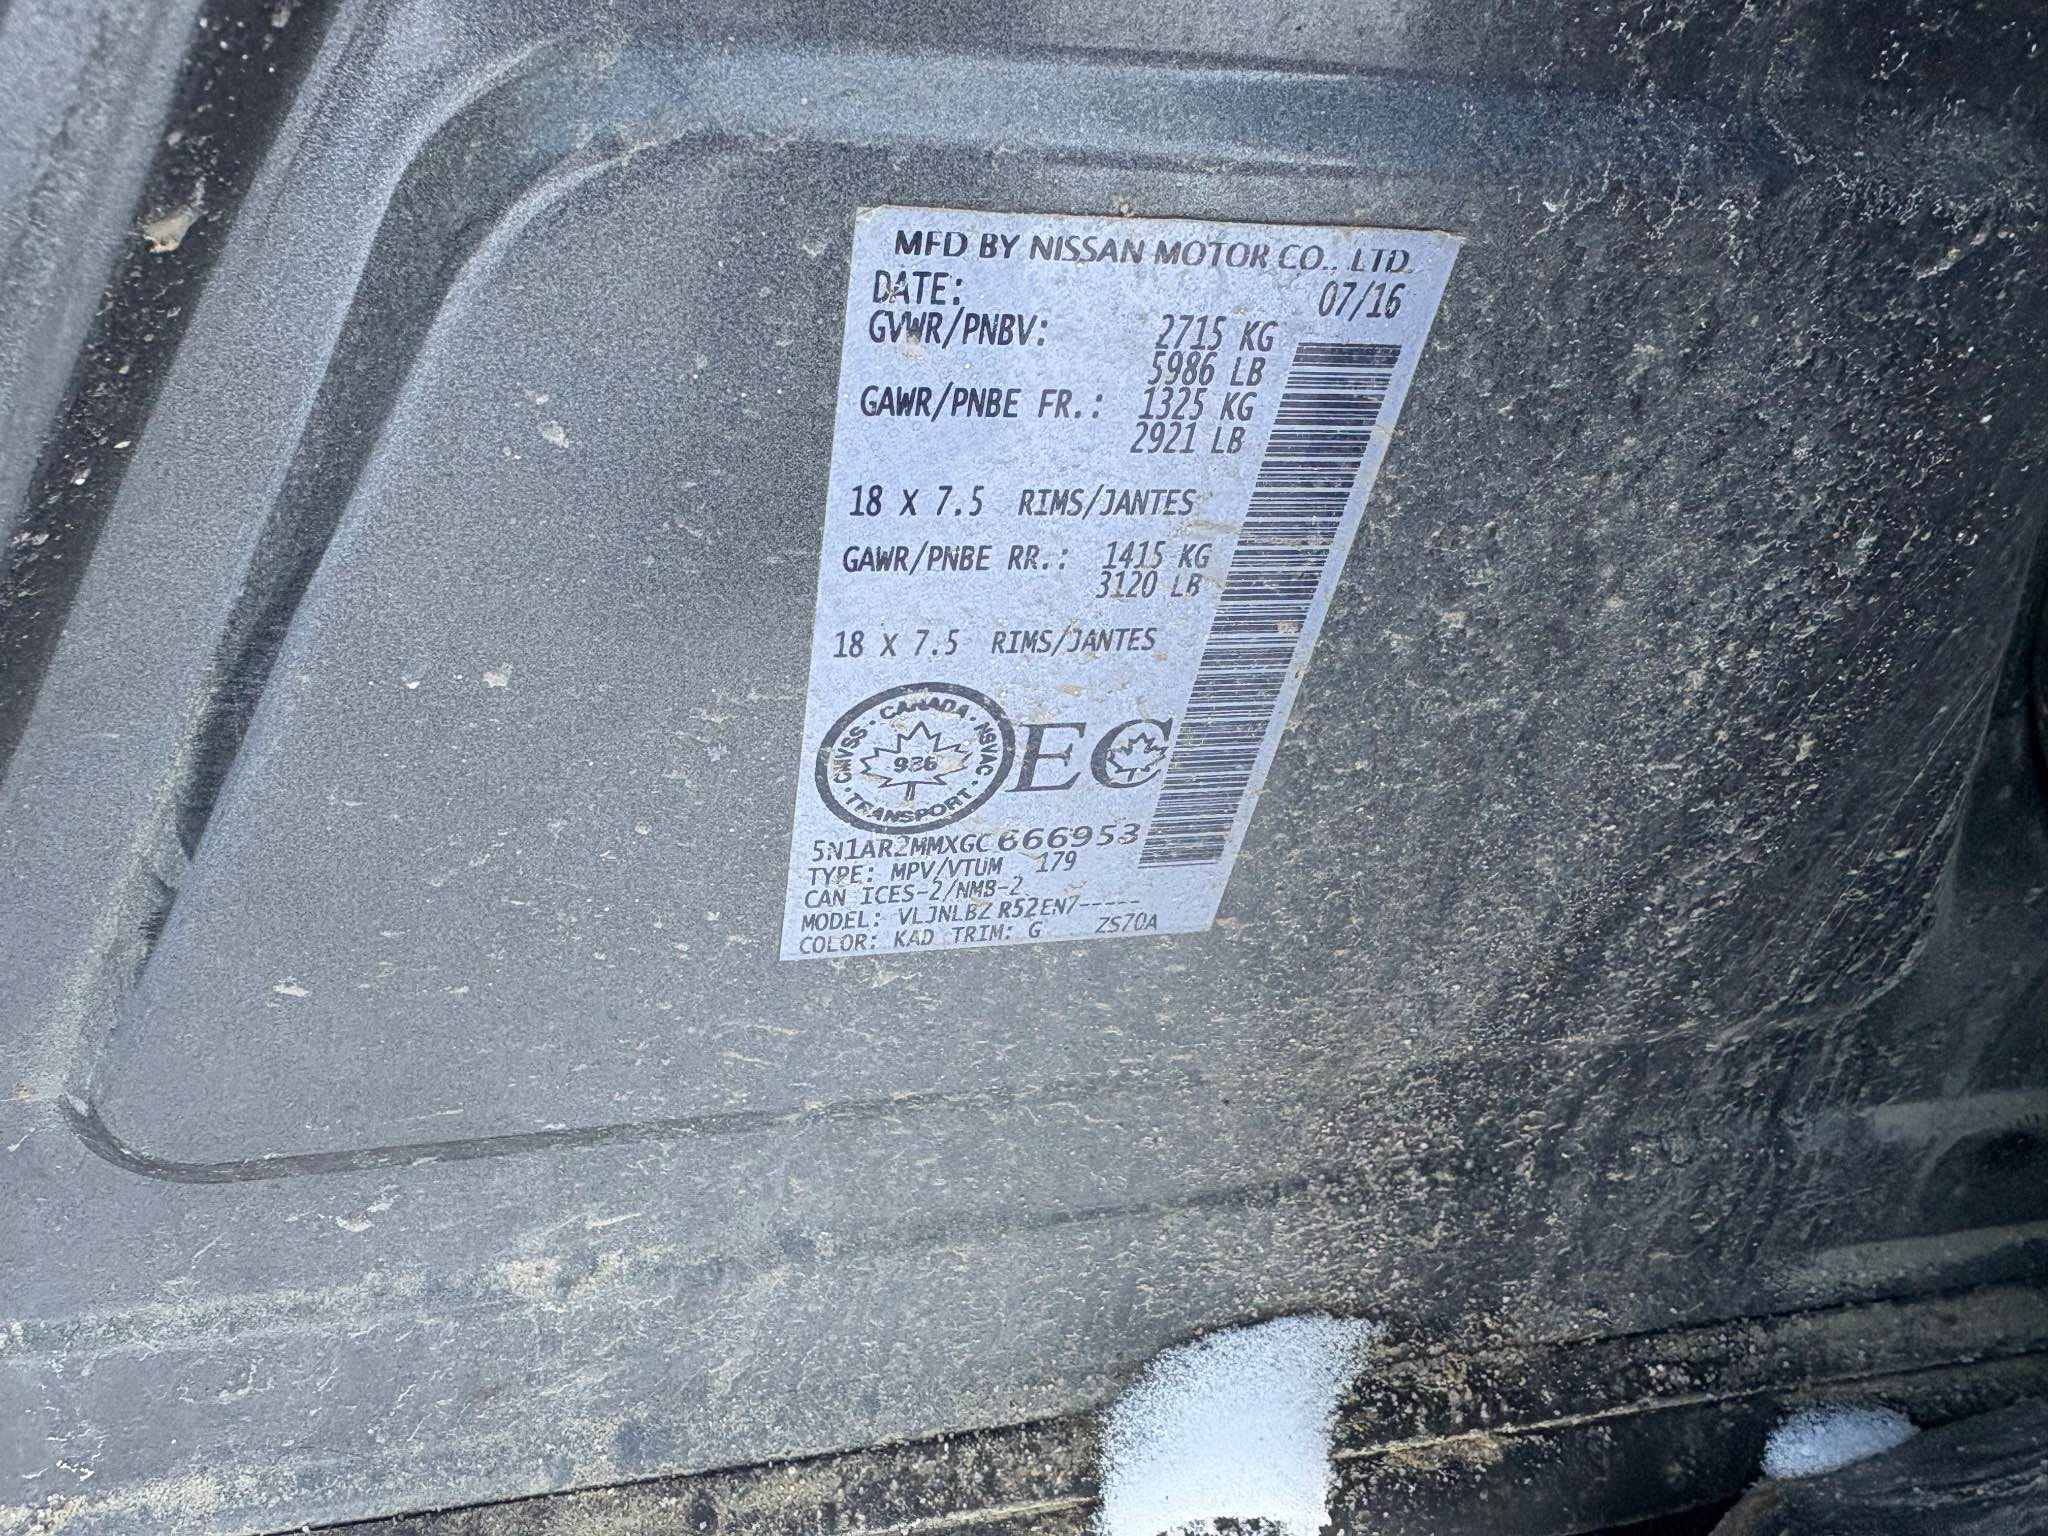 MFD BY NISSAN MOTOR CO., LTD.
DATE: 07/16
GVWR/PNBV: 2715 KG
5986 LB
GAWR/PNBE FR.: 1325 KG
2921 LB
18 X 7.5 RIMS/JANTES
GAWR/PNBE RR.: 1415 KG
3120 LB
18 X 7.5 RIMS/JANTES
CMVSS · CANADA · NSVAC · TRANSPORT ·
986
EC
5N1AR2MMXGC666953
TYPE: MPV/VTUM 179
CAN ICES-2/NMB-2
MODEL: VLJNLBZ R52EN7-----
COLOR: KAD TRIM: G ZS70A